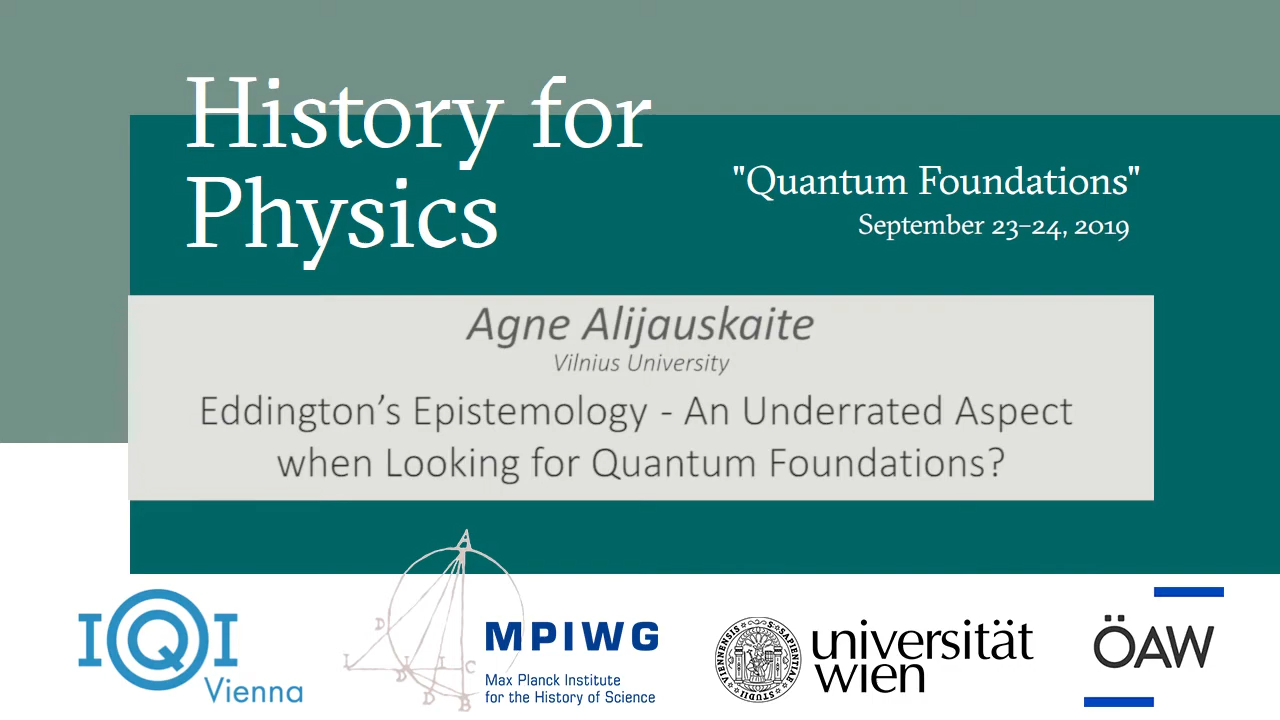 History for
Physics
"Quantum Foundations"
September 23–24, 2019
Agne Alijauskaite
Vilnius University
Eddington’s Epistemology - An Underrated Aspect
when Looking for Quantum Foundations?
A
D
I
D
I
I
C
D
D
B
IQI
Vienna
MPIWG
Max Planck Institute
for the History of Science
universität
wien
ÖAW